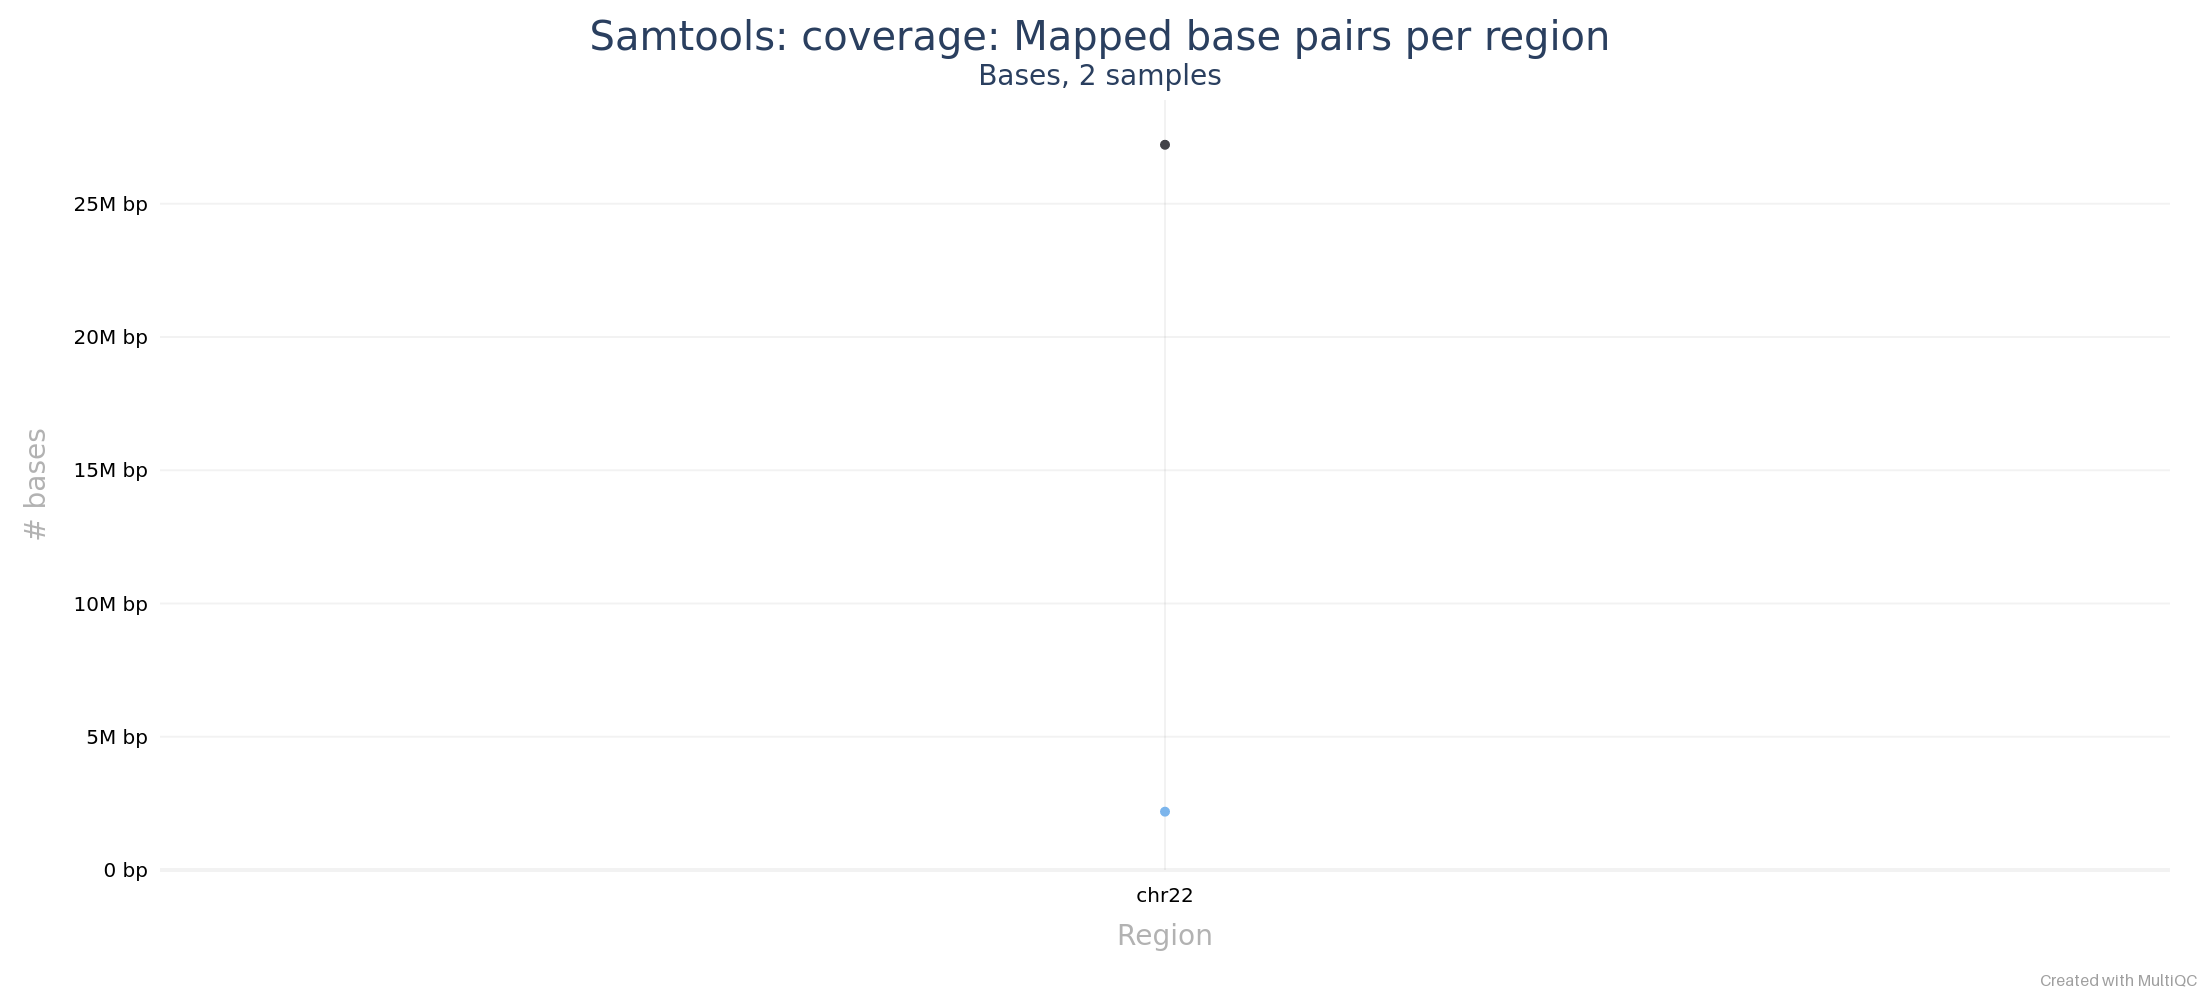 Samtools: coverage: Mapped base pairs per region
Bases, 2 samples
25M bp
20M bp
15M bp
10M bp
5M bp
0 bp
# bases
chr22
Region
Created with MultiQC